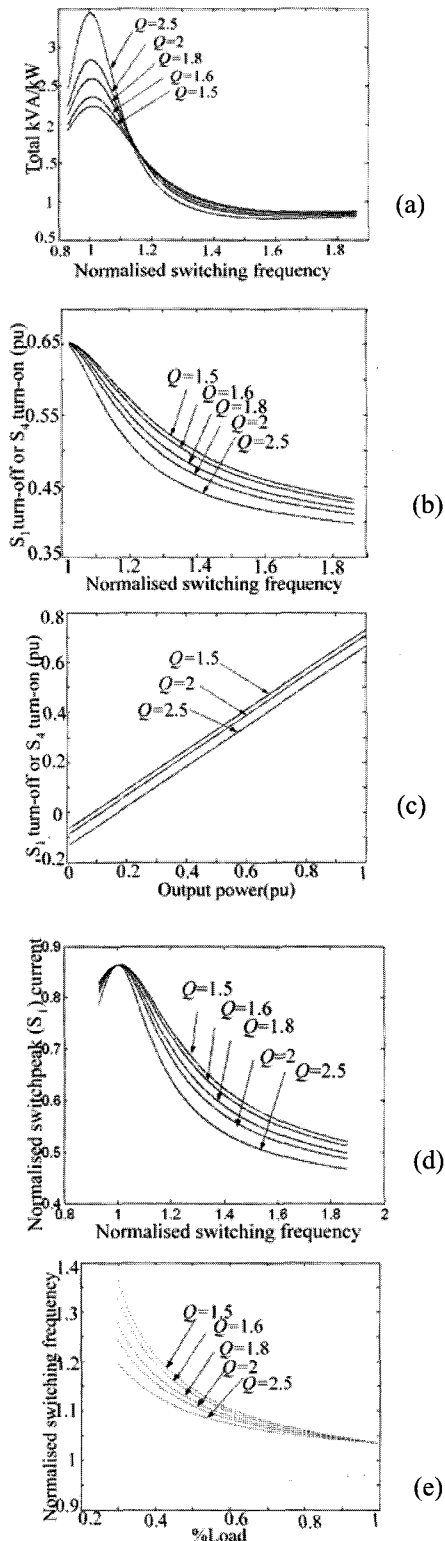 Total kVA/kW
3
2.5
2
1.5
1
0.5
Q=2.5
Q=2
Q=1.8
Q=1.6
Q=1.5
1
1.2
1.4
1.6
1.8
Normalised switching frequency
(a)
S1 turn-off or S4 turn-on (pu)
0.65
0.55
0.45
0.35
Q=1.5
Q=1.6
Q=1.8
Q=2
Q=2.5
1
1.2
1.4
1.6
1.8
Normalised switching frequency
(b)
S1 turn-off or S4 turn-on (pu)
0.8
0.6
0.4
0.2
0
-0.2
Q=1.5
Q=2
Q=2.5
0
0.2
0.4
0.6
0.8
1
Output power(pu)
(c)
Normalised switchpeak (S1) current
0.9
0.8
0.7
0.6
0.5
0.4
Q=1.5
Q=1.6
Q=1.8
Q=2
Q=2.5
0.8
1
1.2
1.4
1.6
1.8
2
Normalised switching frequency
(d)
Normalised switching frequency
1.4
1.3
1.2
1.1
1
0.9
Q=1.5
Q=1.6
Q=1.8
Q=2
Q=2.5
0.2
0.4
0.6
0.8
1
%Load
(e)